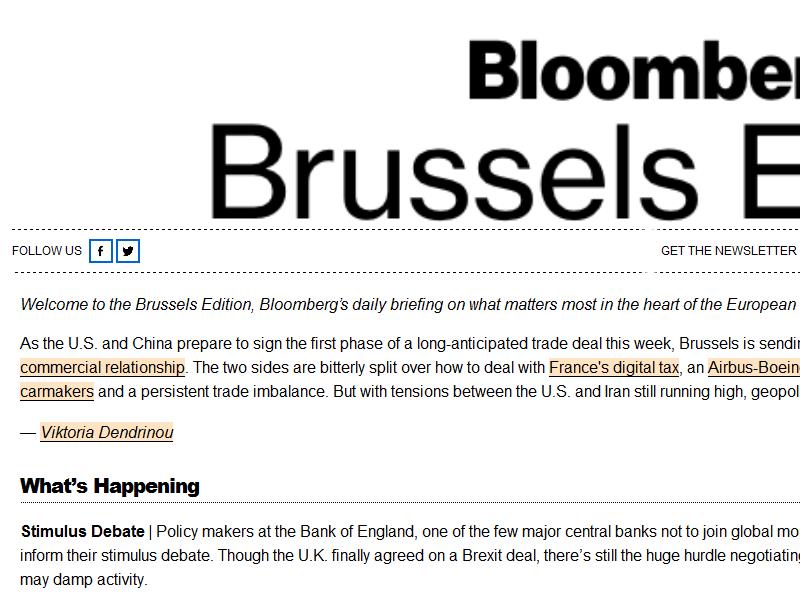 Bloomber
Brussels E
FOLLOW US GET THE NEWSLETTER
Welcome to the Brussels Edition, Bloomberg's daily briefing on what matters most in the heart of the European
As the U.S. and China prepare to sign the first phase of a long-anticipated trade deal this week, Brussels is sendi
commercial relationship. The two sides are bitterly split over how to deal with France's digital tax, an Airbus-Boein
carmakers and a persistent trade imbalance. But with tensions between the U.S. and Iran still running high, geopol
— Viktoria Dendrinou
What's Happening
Stimulus Debate | Policy makers at the Bank of England, one of the few major central banks not to join global mo
inform their stimulus debate. Though the U.K. finally agreed on a Brexit deal, there's still the huge hurdle negotiating
may damp activity.